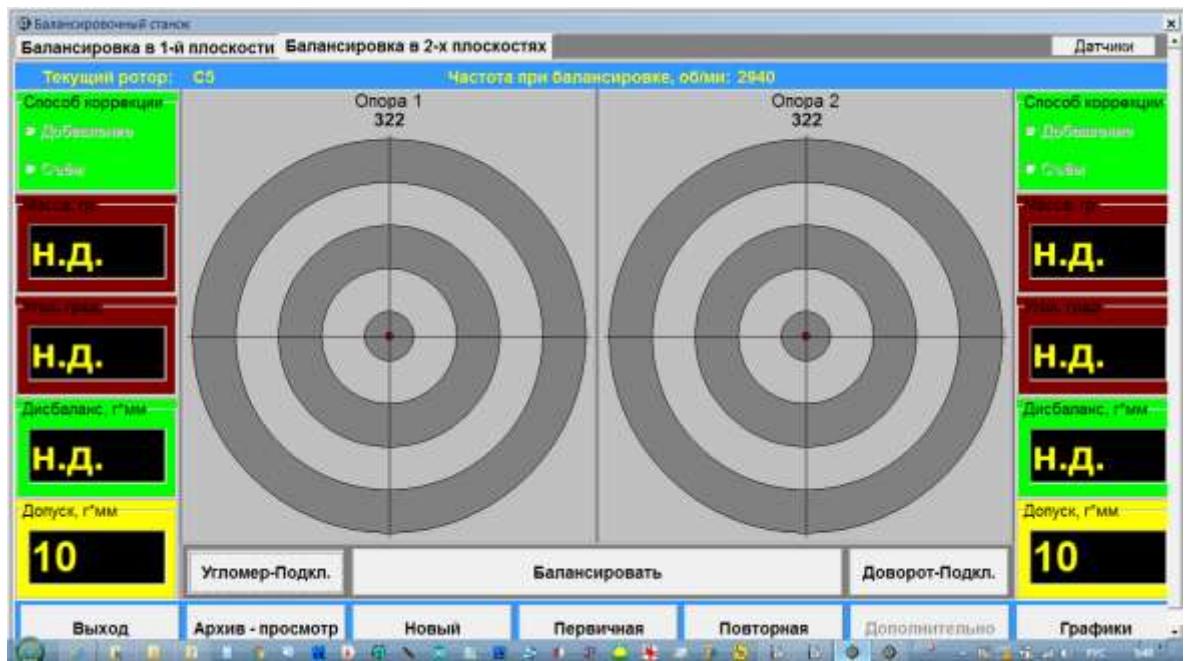 Балансировочный станок
Балансировка в 1-й плоскости Балансировка в 2-х плоскостях Датчики
Текущий ротор: С5 Частота при балансировке, об/ми: 2940
Способ коррекции Опора 1 Опора 2 Способ коррекции
322 322
Добавление Добавление
Съём Съём
Масса, гр Масса, гр
н.д. н.д.
Угол, град Угол, град
н.д. н.д.
Дисбаланс, г*мм Дисбаланс, г*мм
н.д. н.д.
Допуск, г*мм Допуск, г*мм
10 10
Угломер-Подкл. Балансировать Доворот-Подкл.
Выход Архив - просмотр Новый Первичная Повторная Дополнительно Графики